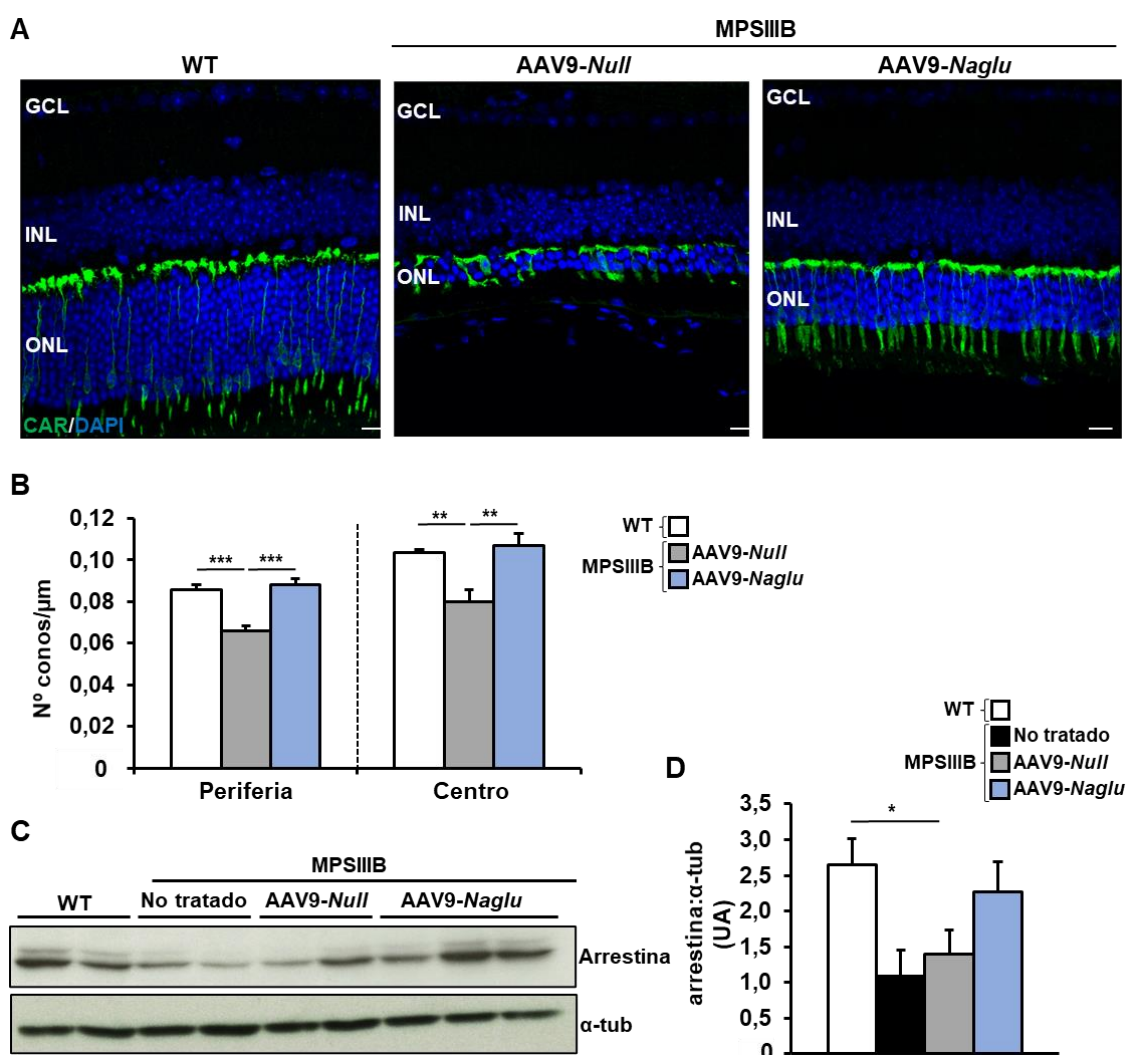 A
MPSIIIB
WT
AAV9-Null
AAV9-Naglu
GCL
INL
ONL
CAR/DAPI
GCL
INL
ONL
GCL
INL
ONL
B
Nº conos/µm
0,12
0,10
0,08
0,06
0,04
0,02
0
*** ***
** **
Periferia
Centro
WT
MPSIIIB
AAV9-Null
AAV9-Naglu
C
MPSIIIB
WT
No tratado
AAV9-Null
AAV9-Naglu
Arrestina
α-tub
D
WT
MPSIIIB
No tratado
AAV9-Null
AAV9-Naglu
arrestina:α-tub
(UA)
3,5
3,0
2,5
2,0
1,5
1,0
0,5
0
*